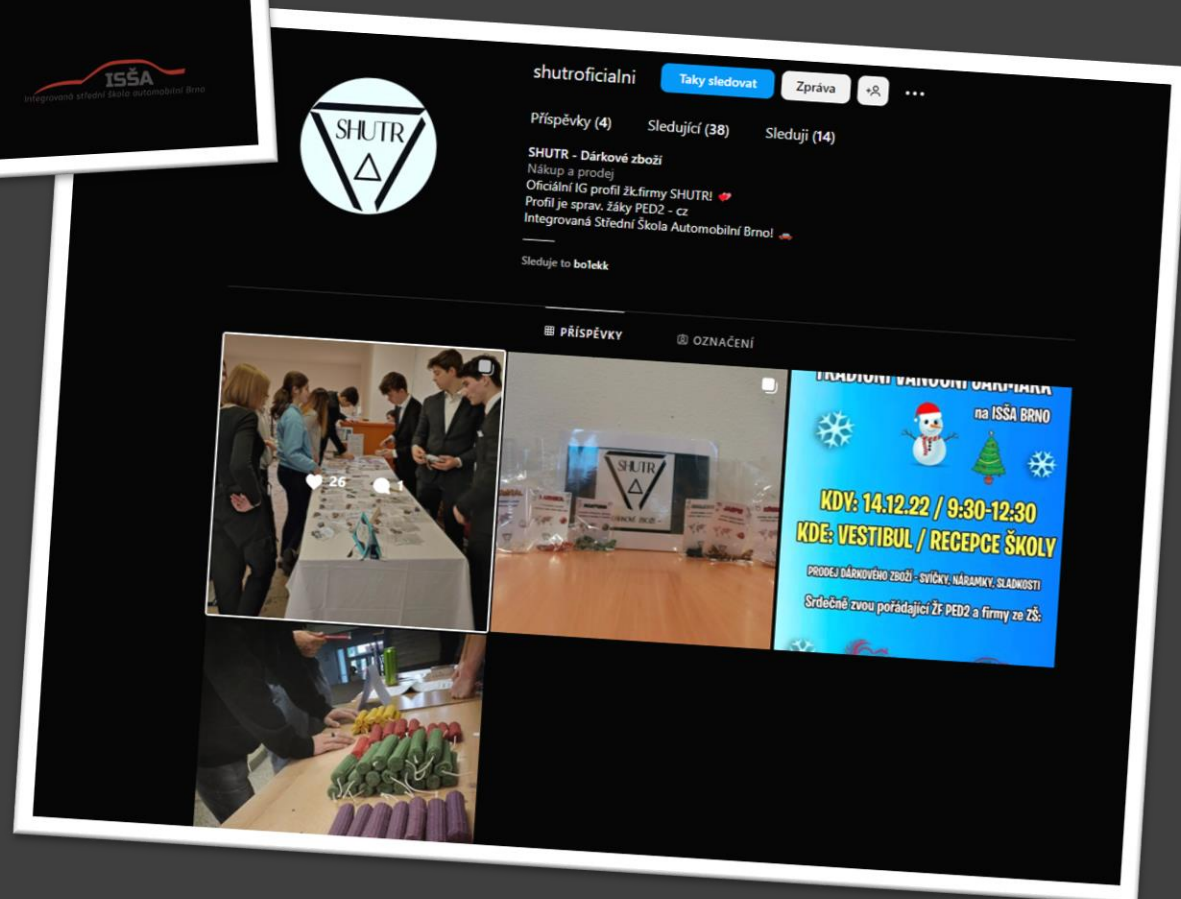 ISŠA
Integrovaná střední škola automobilní Brno
shutroficialni
Taky sledovat
Zpráva
Příspěvky (4)
Sledující (38)
Sleduji (14)
SHUTR - Dárkové zboží
Nákup a prodej
Oficiální IG profil žk.firmy SHUTR!
Profil je sprav. žáky PED2 - cz
Integrovaná Střední Škola Automobilní Brno!
Sleduje to bo1ekk
SHUTR
PŘÍSPĚVKY
OZNAČENÍ
26
1
SHUTR
TRADIČNÍ VÁNOČNÍ JARMARK
na ISŠA BRNO
KDY: 14.12.22 / 9:30-12:30
KDE: VESTIBUL / RECEPCE ŠKOLY
PRODEJ DÁRKOVÉHO ZBOŽÍ - SVÍČKY, NÁRAMKY, SLADKOSTI
Srdečně zvou pořádající ŽF PED2 a firmy ze ZŠ: